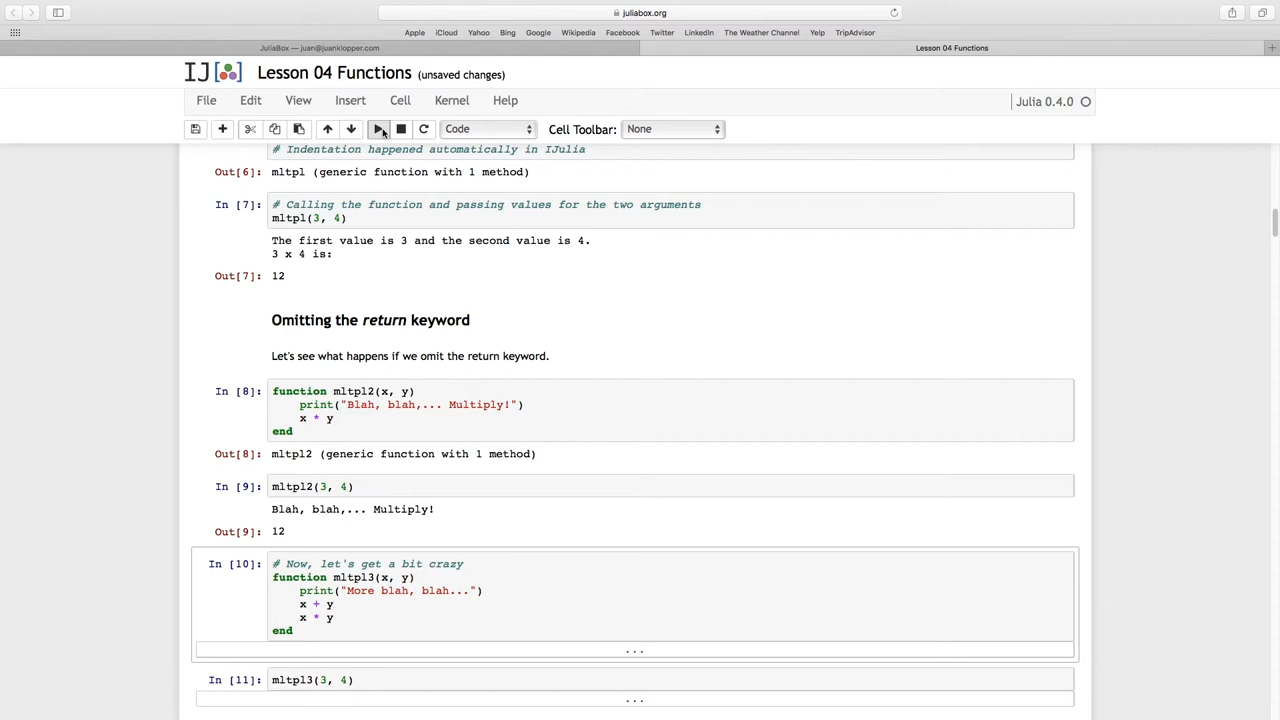 juliabox.org
Apple iCloud Yahoo Bing Google Wikipedia Facebook Twitter LinkedIn The Weather Channel Yelp TripAdvisor
JuliaBox — juan@juanklopper.com
Lesson 04 Functions
IJ Lesson 04 Functions (unsaved changes)
File Edit View Insert Cell Kernel Help Julia 0.4.0
Code Cell Toolbar: None
# Indentation happened automatically in IJulia
Out[6]: mltpl (generic function with 1 method)
In [7]: # Calling the function and passing values for the two arguments
mltpl(3, 4)
The first value is 3 and the second value is 4.
3 x 4 is:
Out[7]: 12
Omitting the return keyword
Let's see what happens if we omit the return keyword.
In [8]: function mltpl2(x, y)
print("Blah, blah,... Multiply!")
x * y
end
Out[8]: mltpl2 (generic function with 1 method)
In [9]: mltpl2(3, 4)
Blah, blah,... Multiply!
Out[9]: 12
In [10]: # Now, let's get a bit crazy
function mltpl3(x, y)
print("More blah, blah...")
x + y
x * y
end
...
In [11]: mltpl3(3, 4)
...